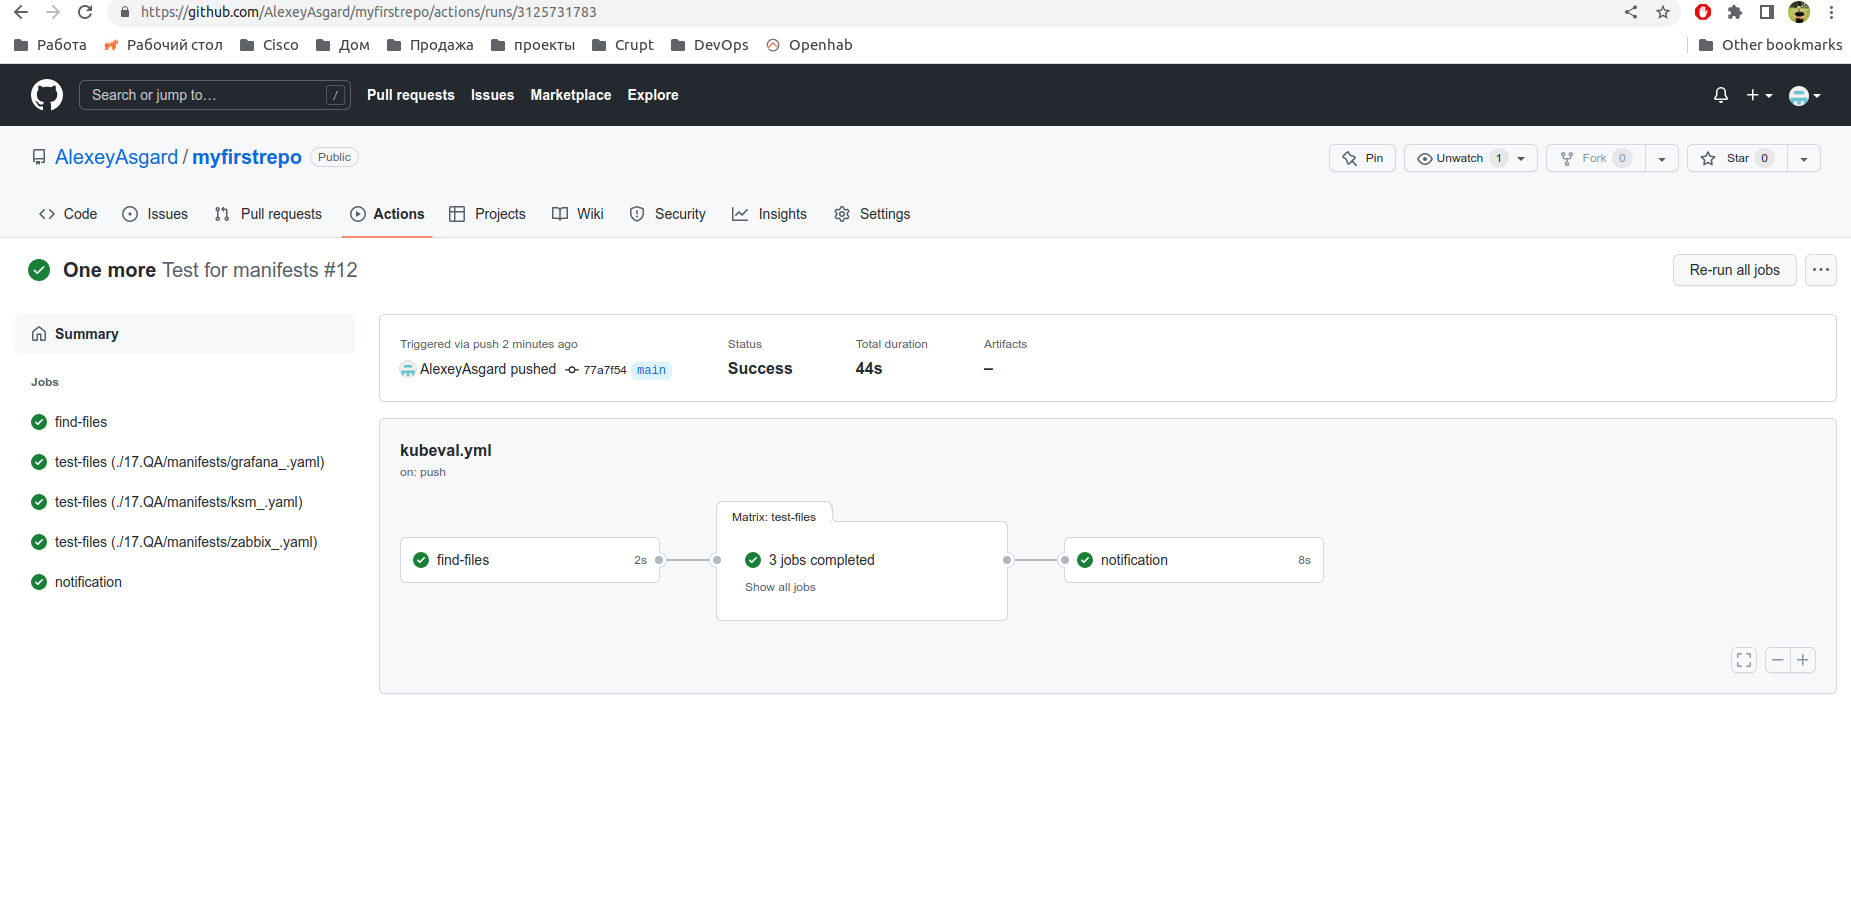 https://github.com/AlexeyAsgard/myfirstrepo/actions/runs/3125731783
Работа Рабочий стол Cisco Дом Продажа проекты Crupt DevOps Openhab Other bookmarks
Search or jump to… / Pull requests Issues Marketplace Explore
AlexeyAsgard / myfirstrepo Public Pin Unwatch 1 Fork 0 Star 0
Code Issues Pull requests Actions Projects Wiki Security Insights Settings
One more Test for manifests #12 Re-run all jobs
Summary
Jobs
find-files
test-files (./17.QA/manifests/grafana_.yaml)
test-files (./17.QA/manifests/ksm_.yaml)
test-files (./17.QA/manifests/zabbix_.yaml)
notification
Triggered via push 2 minutes ago Status Total duration Artifacts
AlexeyAsgard pushed 77a7f54 main Success 44s –
kubeval.yml
on: push
Matrix: test-files
find-files 2s 3 jobs completed notification 8s
Show all jobs